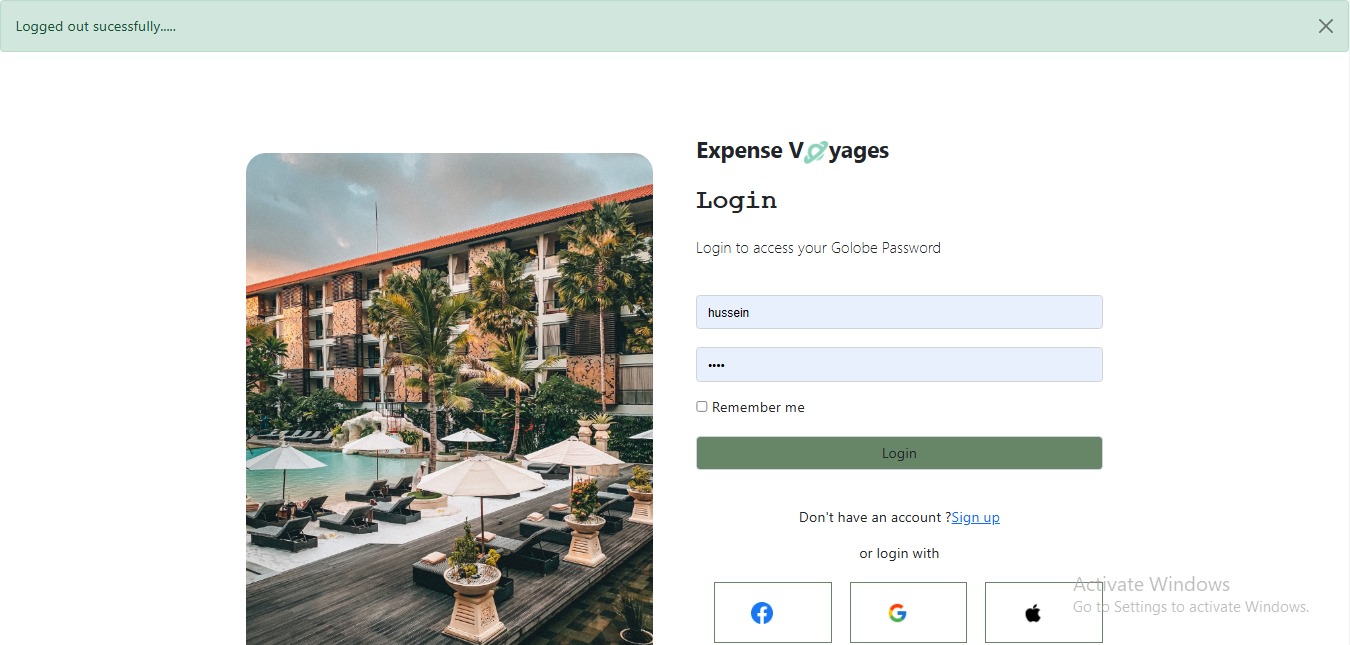 Logged out sucessfully.....
Expense Voyages
Login
Login to access your Golobe Password
hussein
••••
Remember me
Login
Don't have an account ?Sign up
or login with
Activate Windows
Go to Settings to activate Windows.